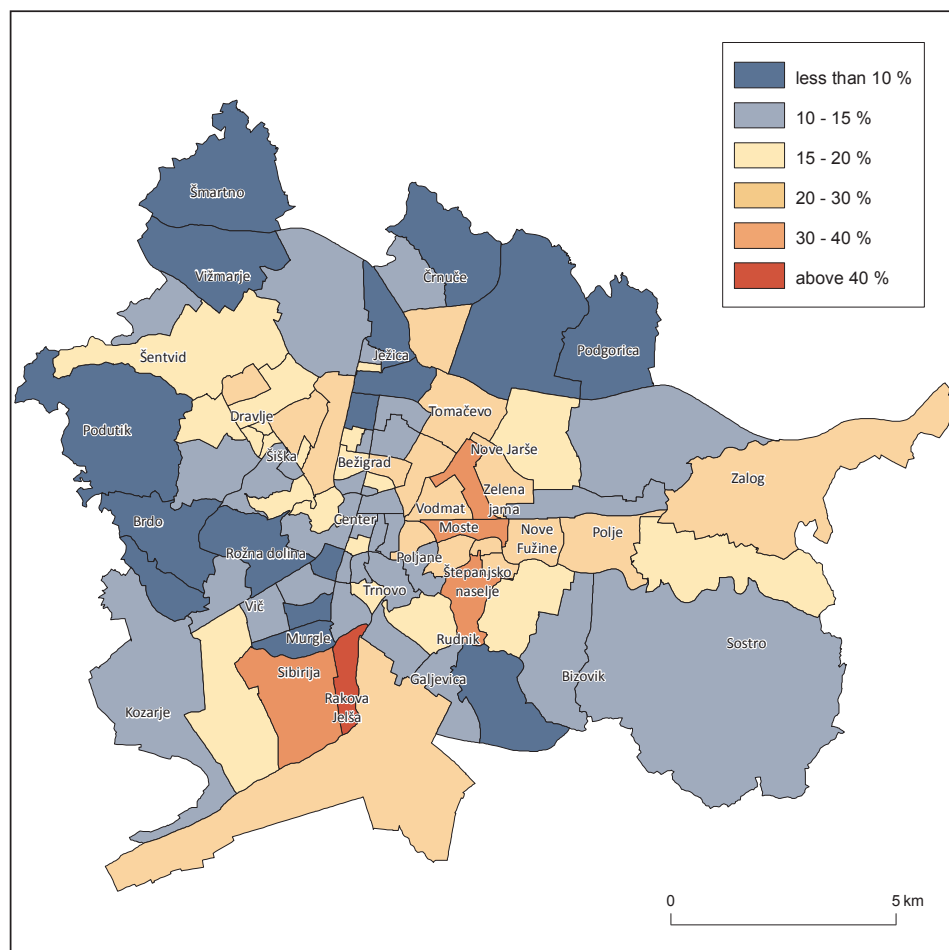 less than 10 %
10 - 15 %
15 - 20 %
20 - 30 %
30 - 40 %
above 40 %
Šmartno
Vižmarje
Črnuče
Podgorica
Ježica
Šentvid
Dravlje
Tomačevo
Podutik
Šiška
Bežigrad
Nove Jarše
Zalog
Zelena
jama
Vodmat
Brdo
Center
Moste
Nove
Fužine
Polje
Rožna dolina
Poljane
Štepanjsko
naselje
Trnovo
Vič
Murgle
Rudnik
Sostro
Sibirija
Galjevica
Bizovik
Rakova
Jelša
Kozarje
0
5 km